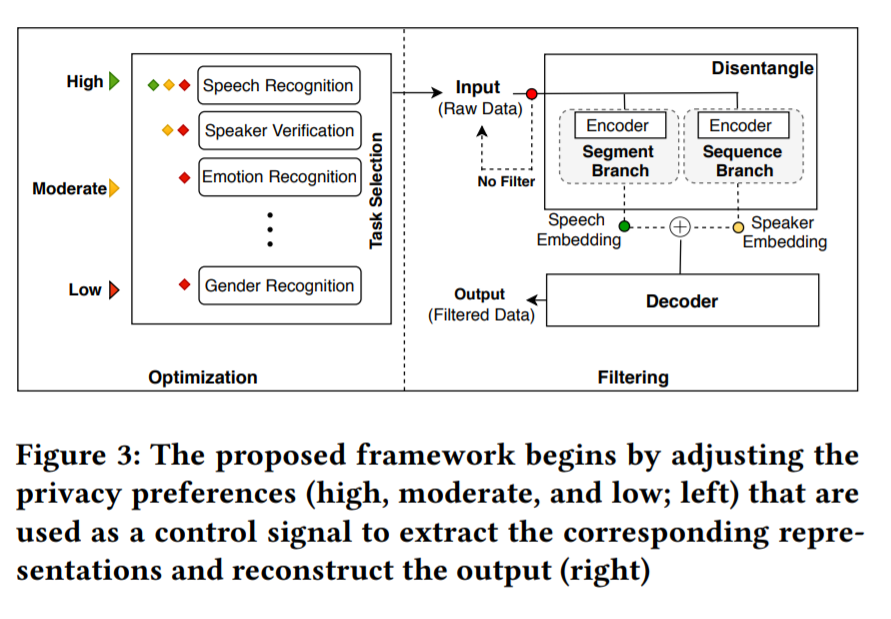 High
Moderate
Low
Speech Recognition
Speaker Verification
Emotion Recognition
Gender Recognition
Task Selection
Optimization
Input
(Raw Data)
No Filter
Disentangle
Encoder
Segment
Branch
Encoder
Sequence
Branch
Speech
Embedding
Speaker
Embedding
Decoder
Output
(Filtered Data)
Filtering
Figure 3: The proposed framework begins by adjusting the
privacy preferences (high, moderate, and low; left) that are
used as a control signal to extract the corresponding repre-
sentations and reconstruct the output (right)